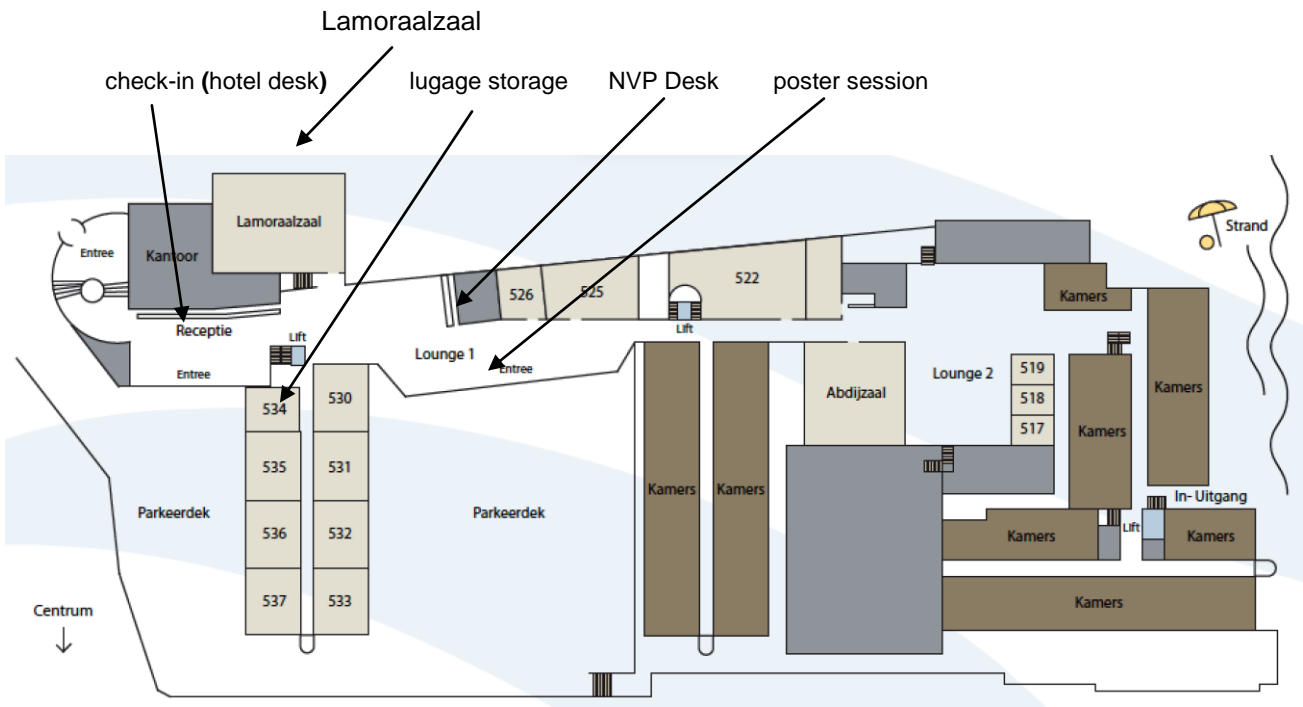 Lamoraalzaal
check-in (hotel desk)
lugage storage
NVP Desk
poster session
Lamoraalzaal
Strand
Entree
Kantoor
526
525
522
Kamers
Receptie
Lift
Lift
Lounge 1
Entree
Entree
Lounge 2
519
518
517
Kamers
Kamers
534
530
Abdijzaal
535
531
Kamers
Kamers
In- Uitgang
Parkeerdek
Parkeerdek
Lift
536
532
Kamers
Kamers
537
533
Kamers
Centrum